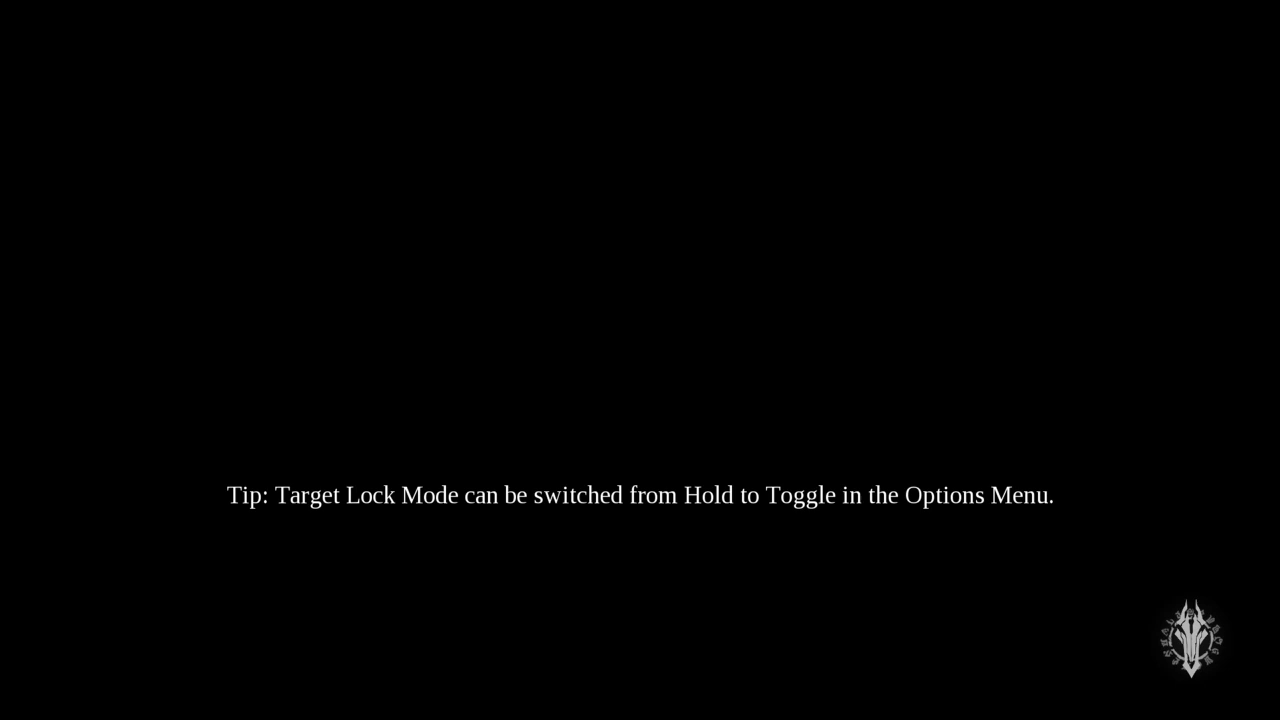 Tip: Target Lock Mode can be switched from Hold to Toggle in the Options Menu.